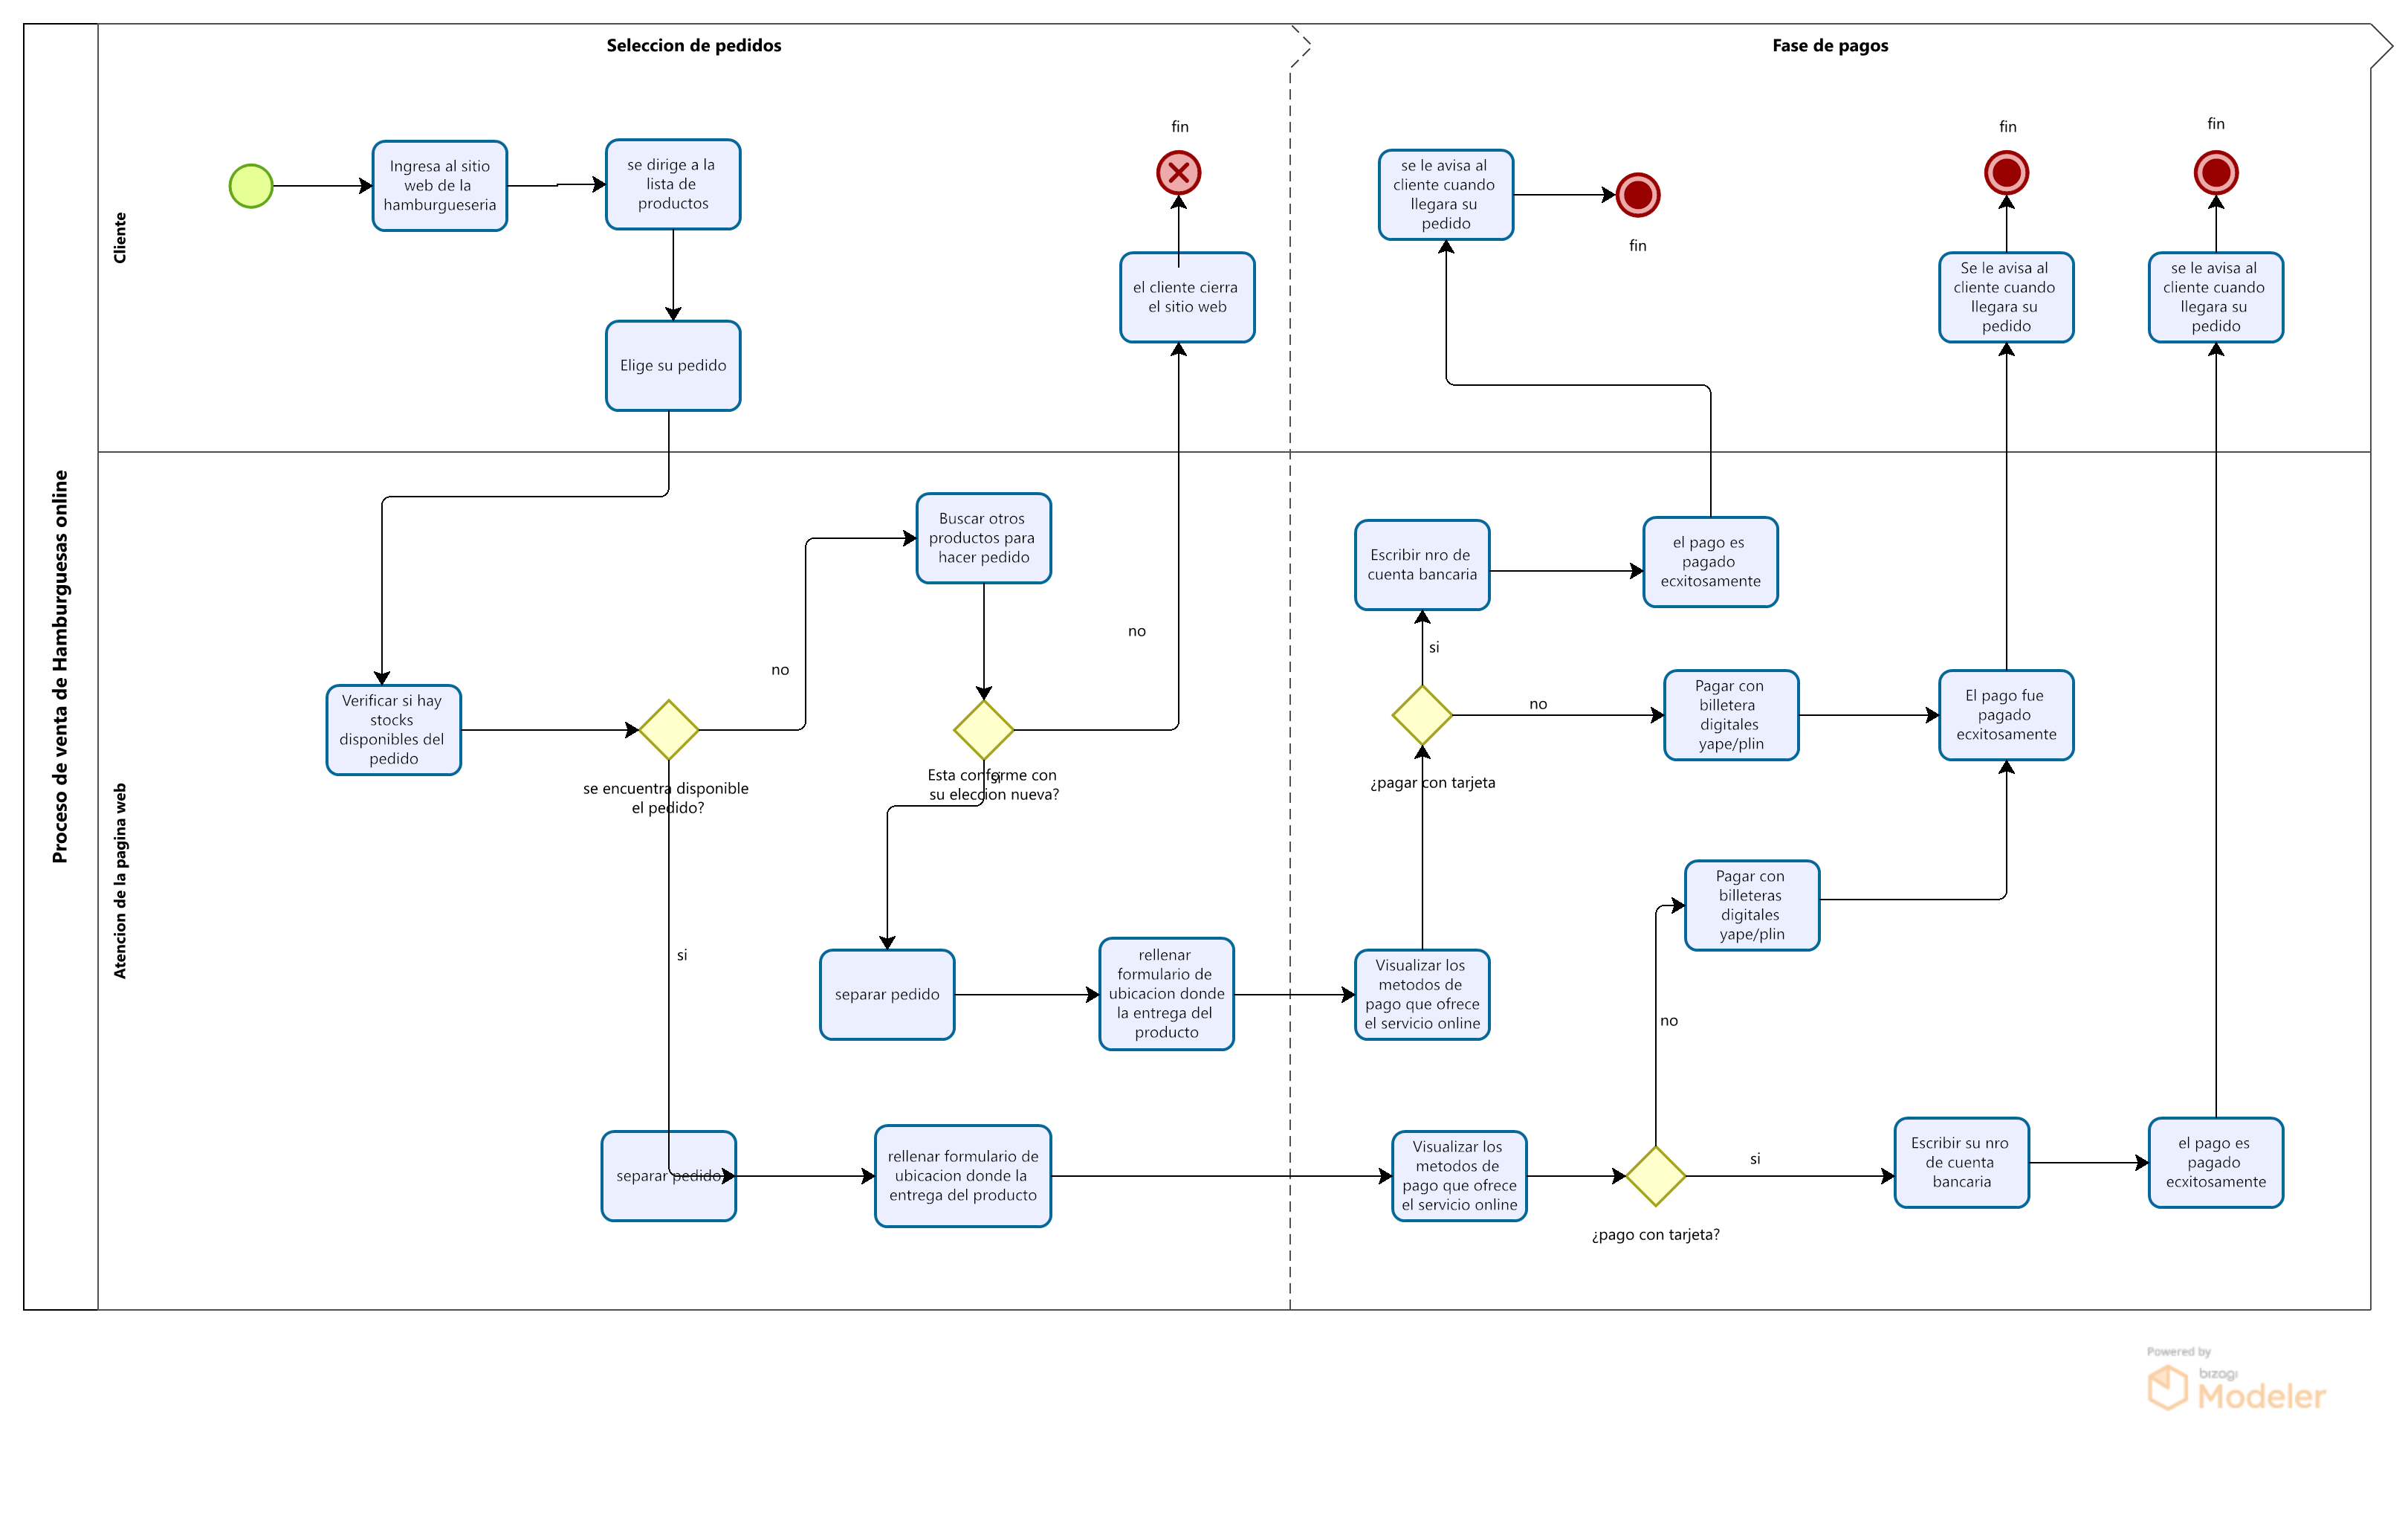 Proceso de venta de Hamburguesas online
Seleccion de pedidos
Fase de pagos
Cliente
Ingresa al sitio
web de la
hamburgueseria
se dirige a la
lista de
productos
Elige su pedido
fin
el cliente cierra
el sitio web
se le avisa al
cliente cuando
llegara su
pedido
fin
fin
Se le avisa al
cliente cuando
llegara su
pedido
fin
se le avisa al
cliente cuando
llegara su
pedido
Atencion de la pagina web
Verificar si hay
stocks
disponibles del
pedido
se encuentra disponible
el pedido?
no
Buscar otros
productos para
hacer pedido
no
Esta conforme con
su eleccion nueva?
si
si
separar pedido
rellenar
formulario de
ubicacion donde
la entrega del
producto
separar pedido
rellenar formulario de
ubicacion donde la
entrega del producto
Escribir nro de
cuenta bancaria
el pago es
pagado
ecxitosamente
si
no
¿pagar con tarjeta
Pagar con
billetera
digitales
yape/plin
El pago fue
pagado
ecxitosamente
Visualizar los
metodos de
pago que ofrece
el servicio online
Pagar con
billeteras
digitales
yape/plin
no
Visualizar los
metodos de
pago que ofrece
el servicio online
¿pago con tarjeta?
si
Escribir su nro
de cuenta
bancaria
el pago es
pagado
ecxitosamente
Powered by
bizagi
Modeler